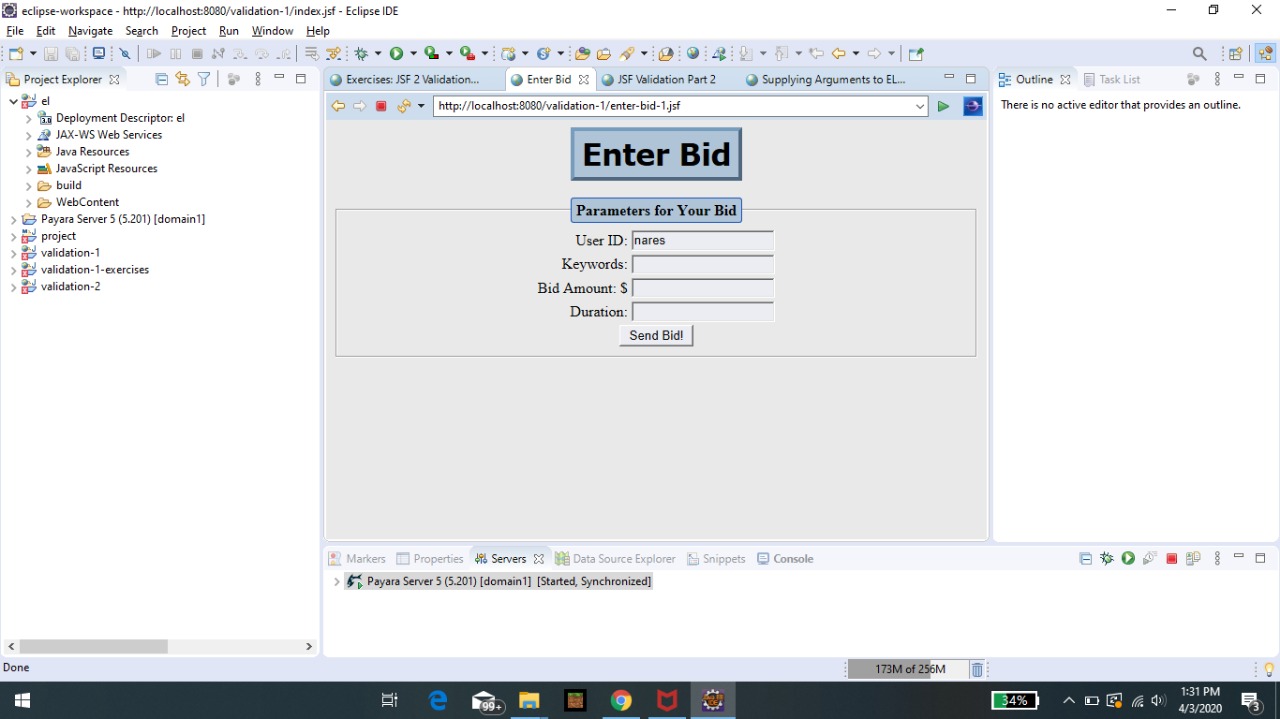 eclipse-workspace - http://localhost:8080/validation-1/index.jsf - Eclipse IDE
File Edit Navigate Search Project Run Window Help
Project Explorer
Exercises: JSF 2 Validation... Enter Bid JSF Validation Part 2 Supplying Arguments to EL...
Outline Task List
http://localhost:8080/validation-1/enter-bid-1.jsf
There is no active editor that provides an outline.
el
Deployment Descriptor: el
JAX-WS Web Services
Java Resources
JavaScript Resources
build
WebContent
Payara Server 5 (5.201) [domain1]
project
validation-1
validation-1-exercises
validation-2
Enter Bid
Parameters for Your Bid
User ID: nares
Keywords:
Bid Amount: $
Duration:
Send Bid!
Markers Properties Servers Data Source Explorer Snippets Console
Payara Server 5 (5.201) [domain1] [Started, Synchronized]
Done
173M of 256M
99+
34%
1:31 PM
4/3/2020
3